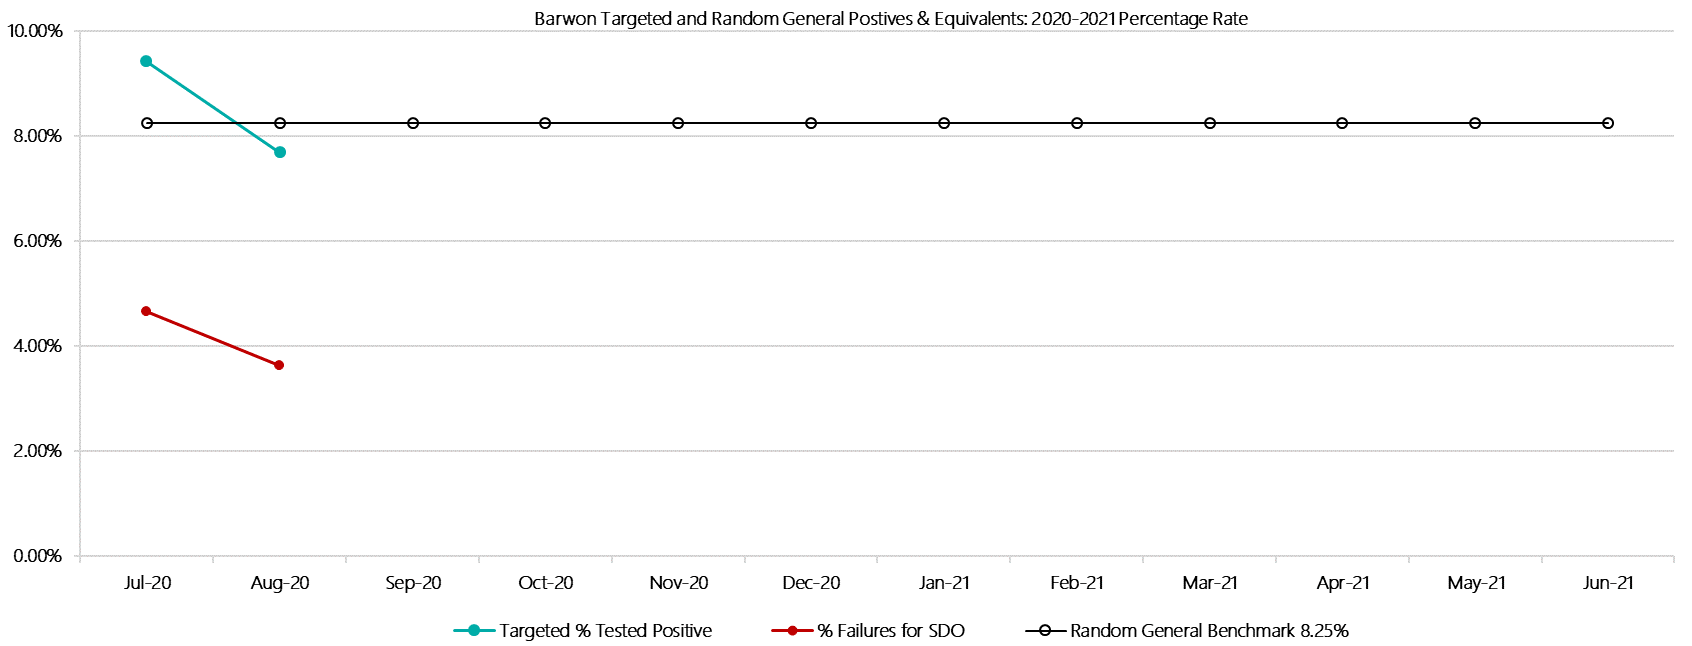 Barwon Targeted and Random General Postives & Equivalents: 2020-2021 Percentage Rate
10.00%
8.00%
6.00%
4.00%
2.00%
0.00%
Jul-20 Aug-20 Sep-20 Oct-20 Nov-20 Dec-20 Jan-21 Feb-21 Mar-21 Apr-21 May-21 Jun-21
Targeted % Tested Positive % Failures for SDO Random General Benchmark 8.25%